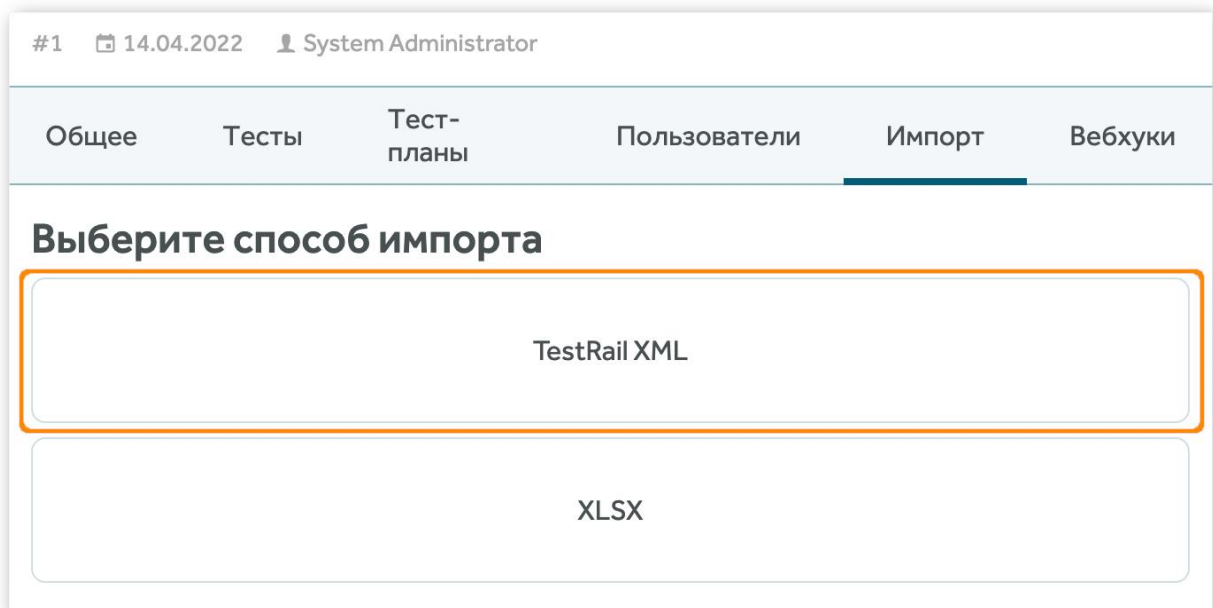 #1 14.04.2022 System Administrator
Общее Тесты Тест-планы Пользователи Импорт Вебхуки
Выберите способ импорта
TestRail XML
XLSX